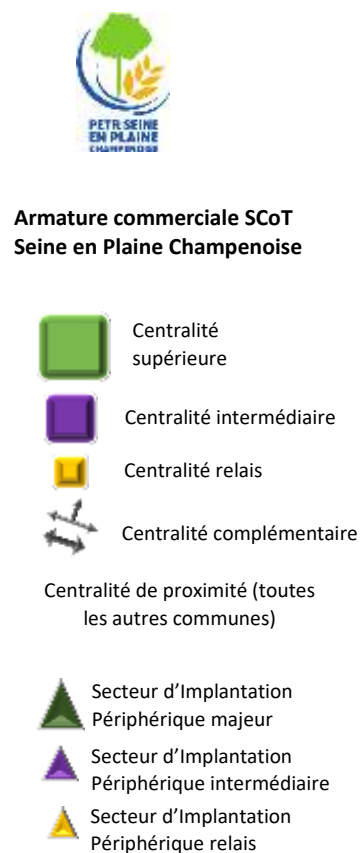 PETR SEINE
EN PLAINE
CHAMPENOISE
Armature commerciale SCoT
Seine en Plaine Champenoise
Centralité
supérieure
Centralité intermédiaire
Centralité relais
Centralité complémentaire
Centralité de proximité (toutes
les autres communes)
Secteur d’Implantation
Périphérique majeur
Secteur d’Implantation
Périphérique intermédiaire
Secteur d’Implantation
Périphérique relais